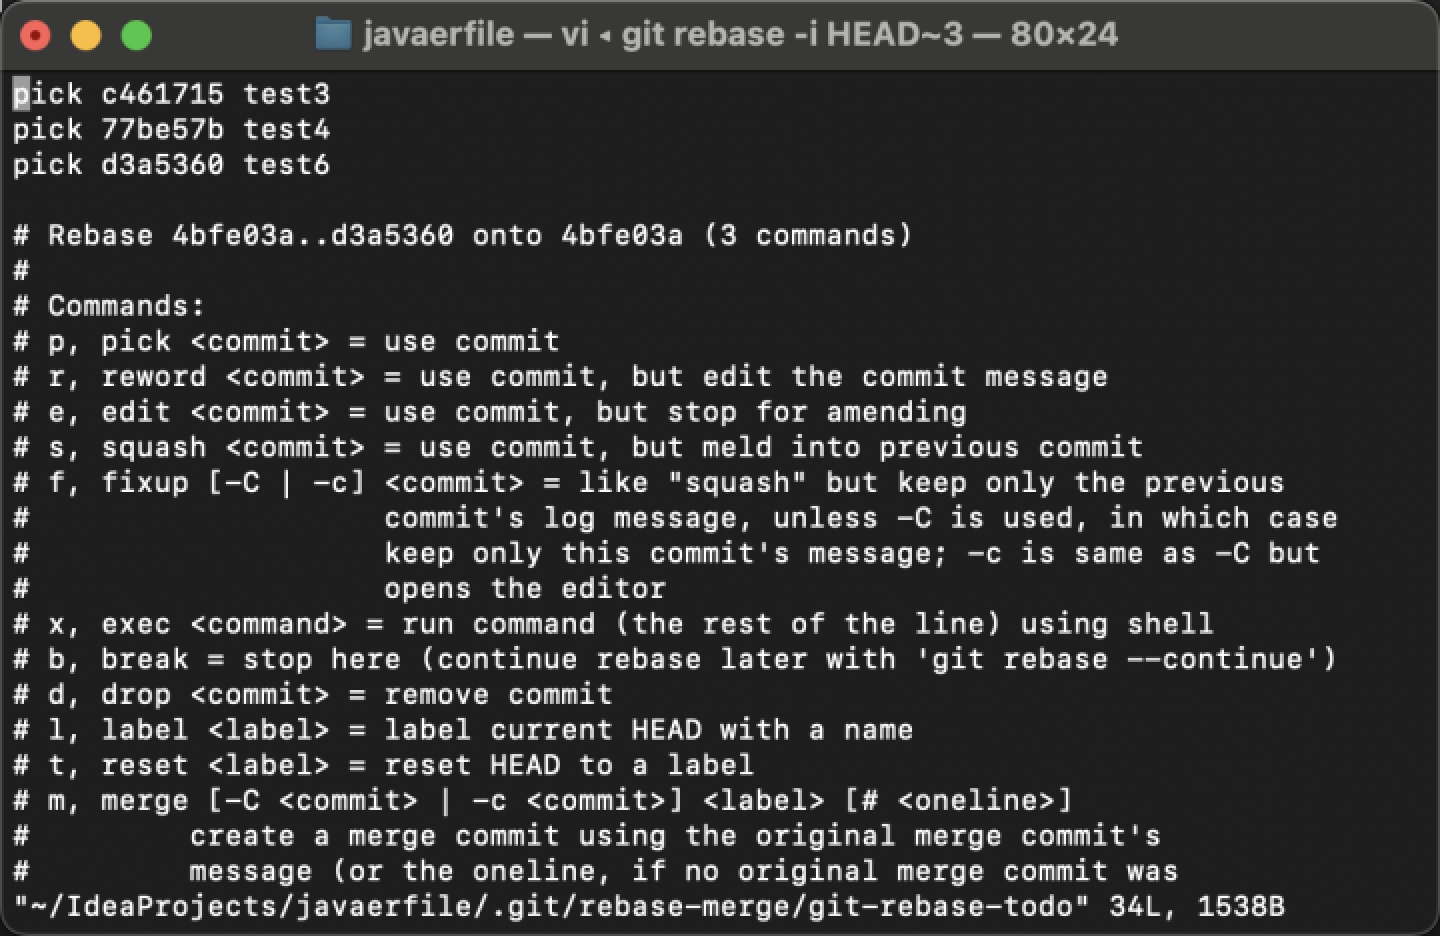 javaerfile — vi ◂ git rebase -i HEAD~3 — 80×24
pick c461715 test3
pick 77be57b test4
pick d3a5360 test6
# Rebase 4bfe03a..d3a5360 onto 4bfe03a (3 commands)
#
# Commands:
# p, pick <commit> = use commit
# r, reword <commit> = use commit, but edit the commit message
# e, edit <commit> = use commit, but stop for amending
# s, squash <commit> = use commit, but meld into previous commit
# f, fixup [-C | -c] <commit> = like "squash" but keep only the previous
#                    commit's log message, unless -C is used, in which case
#                    keep only this commit's message; -c is same as -C but
#                    opens the editor
# x, exec <command> = run command (the rest of the line) using shell
# b, break = stop here (continue rebase later with 'git rebase --continue')
# d, drop <commit> = remove commit
# l, label <label> = label current HEAD with a name
# t, reset <label> = reset HEAD to a label
# m, merge [-C <commit> | -c <commit>] <label> [# <oneline>]
#         create a merge commit using the original merge commit's
#         message (or the oneline, if no original merge commit was
"~/IdeaProjects/javaerfile/.git/rebase-merge/git-rebase-todo" 34L, 1538B